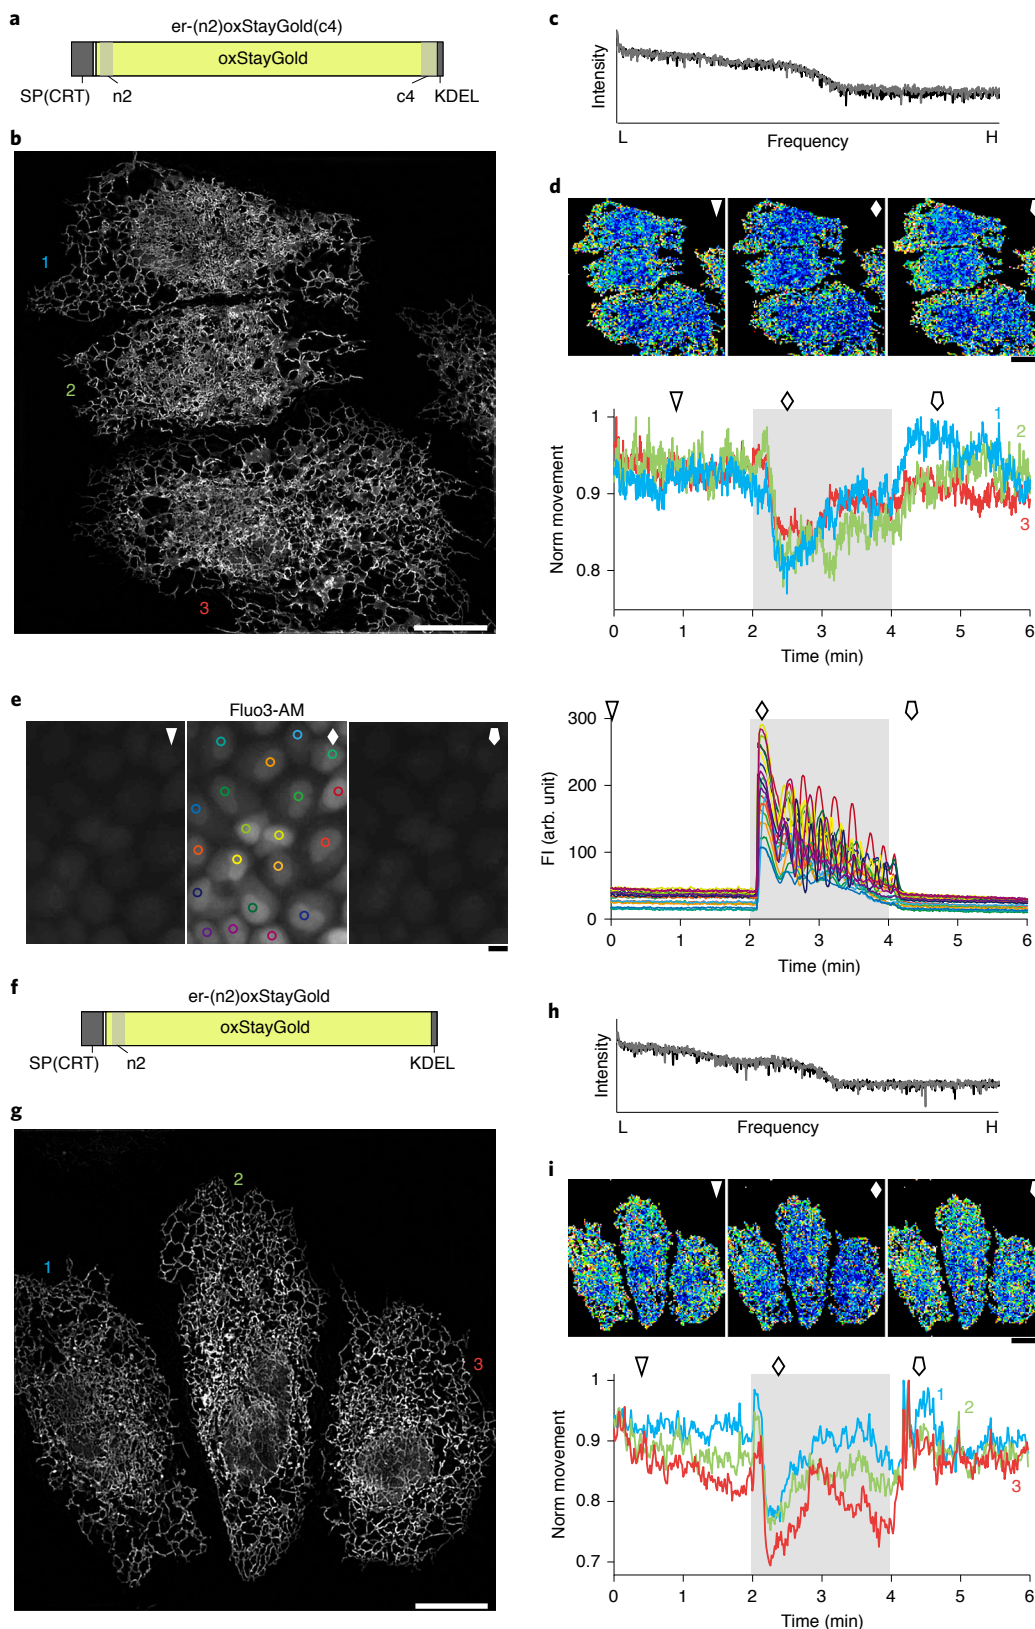 a
er-(n2)oxStayGold(c4)
oxStayGold
SP(CRT) n2 c4 KDEL
b
1
2
3
c
Intensity
L Frequency H
d
Norm movement
1
0.9
0.8
1
2
3
0 1 2 3 4 5 6
Time (min)
e
Fluo3-AM
FI (arb. unit)
300
200
100
0
0 1 2 3 4 5 6
Time (min)
f
er-(n2)oxStayGold
oxStayGold
SP(CRT) n2 KDEL
g
2
1
3
h
Intensity
L Frequency H
i
Norm movement
1
0.9
0.8
0.7
1
2
3
0 1 2 3 4 5 6
Time (min)